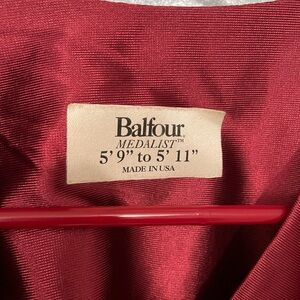 Balfour.
MEDALIST™
5' 9" to 5' 11"
MADE IN USA